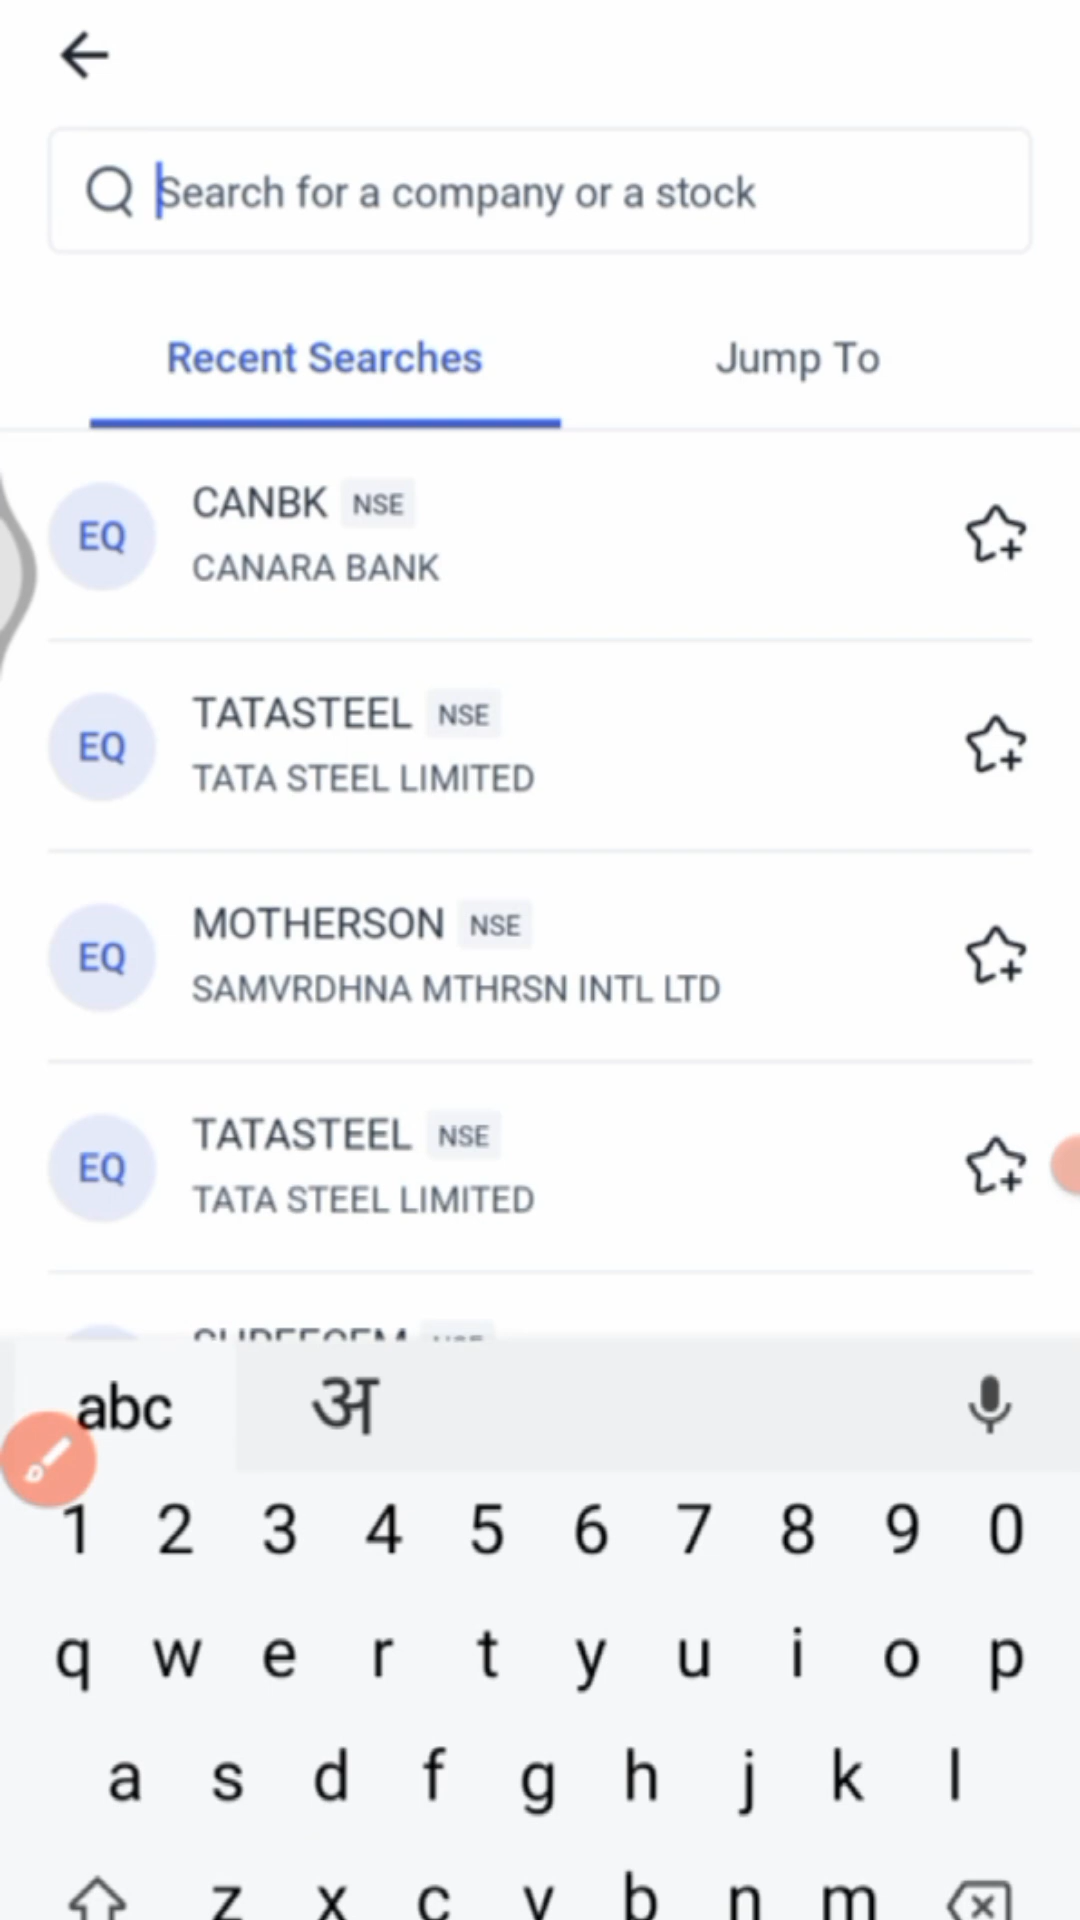 Search for a company or a stock
Recent Searches Jump To
CANBK NSE
EQ
CANARA BANK
TATASTEEL NSE
EQ
TATA STEEL LIMITED
MOTHERSON NSE
EQ
SAMVRDHNA MTHRSN INTL LTD
TATASTEEL NSE
EQ
TATA STEEL LIMITED
abc अ
1 2 3 4 5 6 7 8 9 0
q w e r t y u i o p
a s d f g h j k l
z x c v b n m